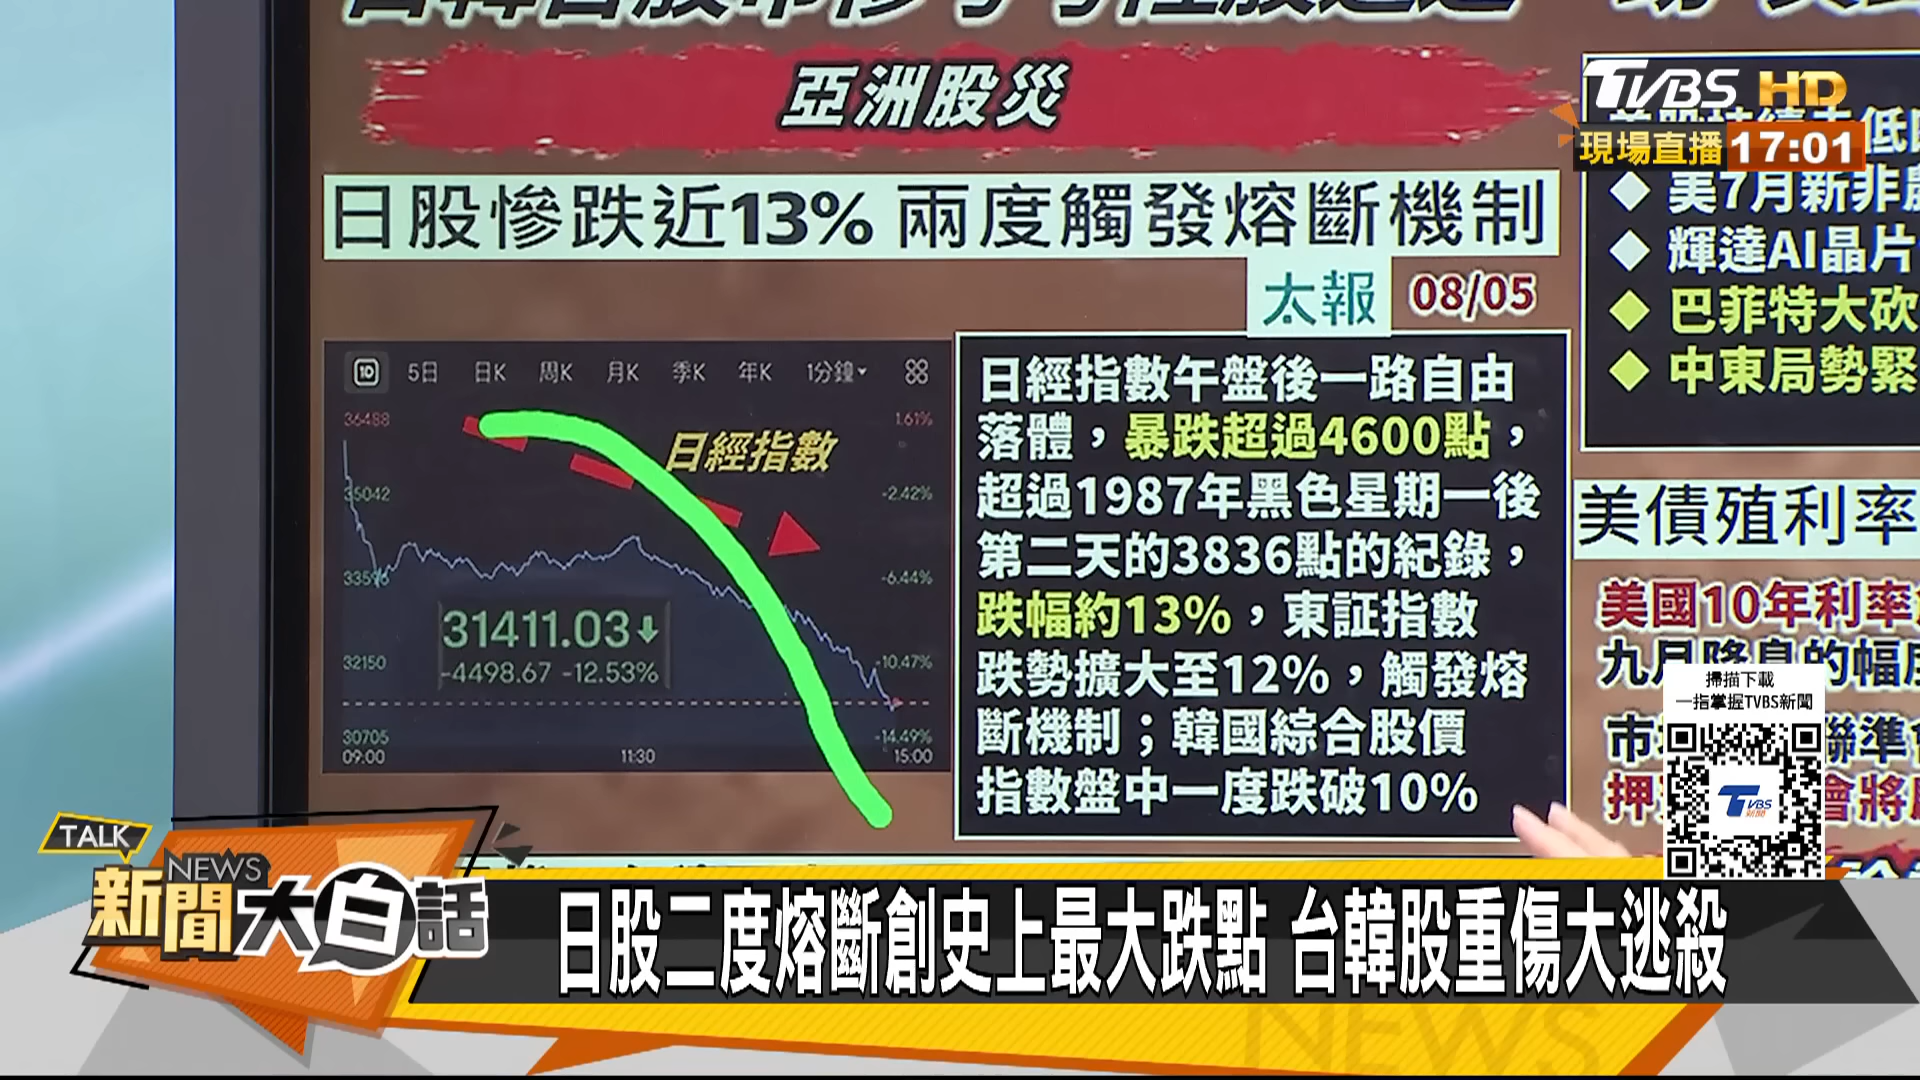 亞洲股災
TVBS HD
現場直播 17:01
日股慘跌近13% 兩度觸發熔斷機制
太報 08/05
美7月新非
輝達AI晶片
巴菲特大砍
中東局勢緊
5日 日K 周K 月K 季K 年K 1分鐘
36488 1.61%
日經指數
35042 -2.42%
-6.44%
31411.03
-4498.67 -12.53%
32150 -10.47%
30705 -14.49%
09:00 11:30 15:00
日經指數午盤後一路自由
落體，暴跌超過4600點，
超過1987年黑色星期一後
第二天的3836點的紀錄，
跌幅約13%，東証指數
跌勢擴大至12%，觸發熔
斷機制；韓國綜合股價
指數盤中一度跌破10%
美債殖利率
美國10年利率
九月降息的幅度
掃描下載
一指掌握TVBS新聞
TVBS
新聞
TALK
NEWS
新聞大白話
日股二度熔斷創史上最大跌點 台韓股重傷大逃殺
NEWS